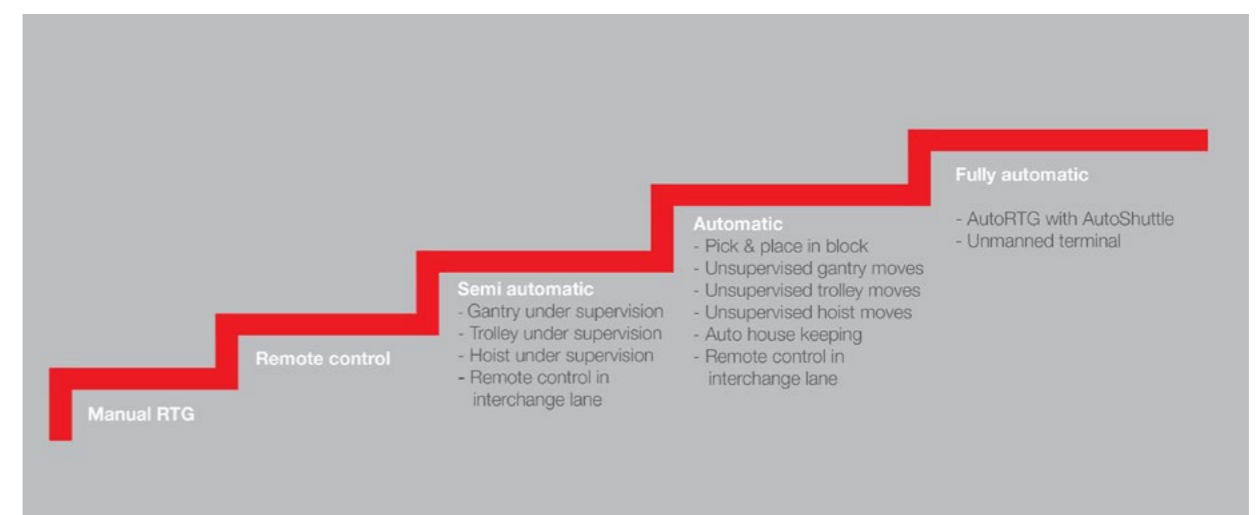 Manual RTG
Remote control
Semi automatic
- Gantry under supervision
- Trolley under supervision
- Hoist under supervision
- Remote control in
interchange lane
Automatic
- Pick & place in block
- Unsupervised gantry moves
- Unsupervised trolley moves
- Unsupervised hoist moves
- Auto house keeping
- Remote control in
interchange lane
Fully automatic
- AutoRTG with AutoShuttle
- Unmanned terminal